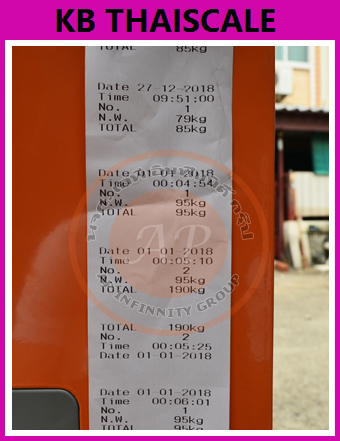 KB THAISCALE
TOTAL 85kg
Date 27-12-2018
Time 09:51:00
No. 1
N.W. 79kg
TOTAL 85kg
Date 01-01-2018
Time 00:04:54
No. 1
N.W. 95kg
TOTAL 95kg
Date 01-01-2018
Time 00:05:10
No. 2
N.W. 95kg
TOTAL 190kg
AP
INFINNITY GROUP
TOTAL 190kg
No. 2
Time 00:05:25
Date 01-01-2018
Date 01-01-2018
Time 00:06:01
No. 1
N.W. 95kg
TOTAL 95kg